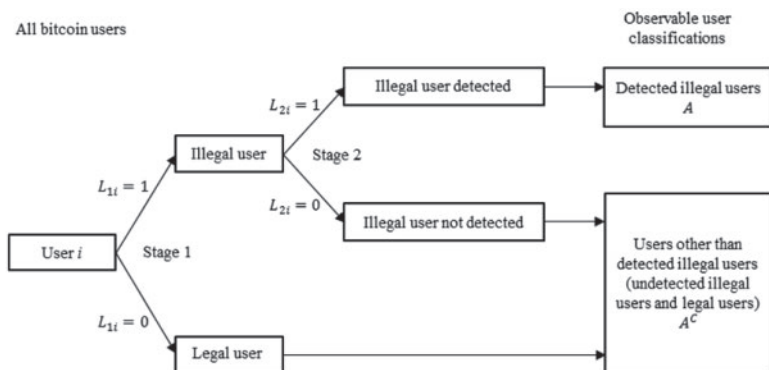 All bitcoin users
Observable user
classifications
Illegal user detected
Detected illegal users
A
L₂ᵢ = 1
Illegal user
Stage 2
L₁ᵢ = 1
L₂ᵢ = 0
Illegal user not detected
User i
Stage 1
Users other than
detected illegal users
(undetected illegal
users and legal users)
Aᶜ
L₁ᵢ = 0
Legal user